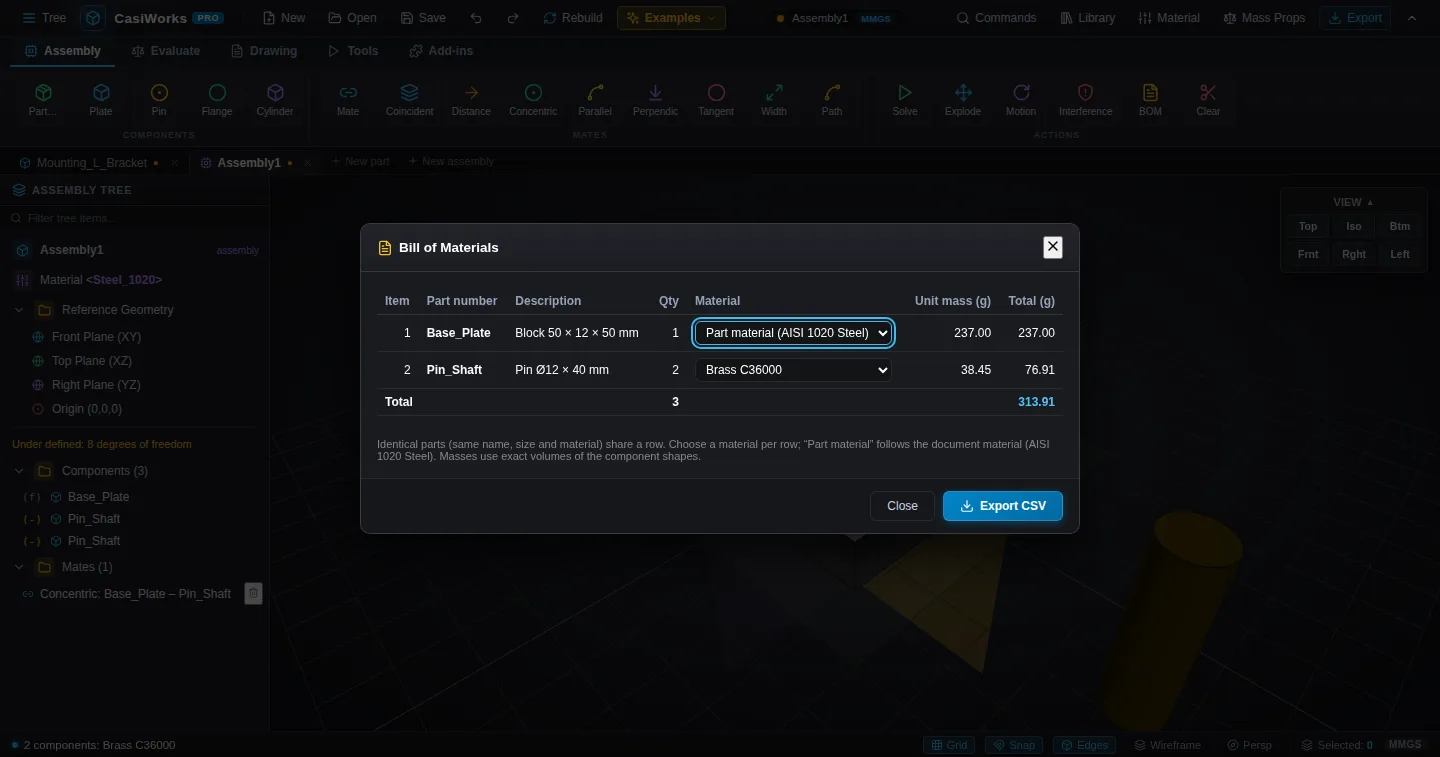 Tree CasiWorks PRO New Open Save Rebuild Examples Assembly1 MMGS Commands Library Material Mass Props Export
Assembly Evaluate Drawing Tools Add-ins
Part... Plate Pin Flange Cylinder Mate Coincident Distance Concentric Parallel Perpendic Tangent Width Path Solve Explode Motion Interference BOM Clear
COMPONENTS MATES ACTIONS
Mounting_L_Bracket Assembly1 + New part + New assembly
ASSEMBLY TREE
Filter tree items...
Assembly1 assembly
Material <Steel_1020>
Reference Geometry
Front Plane (XY)
Top Plane (XZ)
Right Plane (YZ)
Origin (0,0,0)
Under defined: 8 degrees of freedom
Components (3)
(f) Base_Plate
(-) Pin_Shaft
(-) Pin_Shaft
Mates (1)
Concentric: Base_Plate – Pin_Shaft
VIEW ▲
Top Iso Btm
Frnt Rght Left
Bill of Materials
Item Part number Description Qty Material Unit mass (g) Total (g)
1 Base_Plate Block 50 × 12 × 50 mm 1 Part material (AISI 1020 Steel) 237.00 237.00
2 Pin_Shaft Pin Ø12 × 40 mm 2 Brass C36000 38.45 76.91
Total 3 313.91
Identical parts (same name, size and material) share a row. Choose a material per row; “Part material” follows the document material (AISI
1020 Steel). Masses use exact volumes of the component shapes.
Close Export CSV
2 components: Brass C36000 Grid Snap Edges Wireframe Persp Selected: 0 MMGS